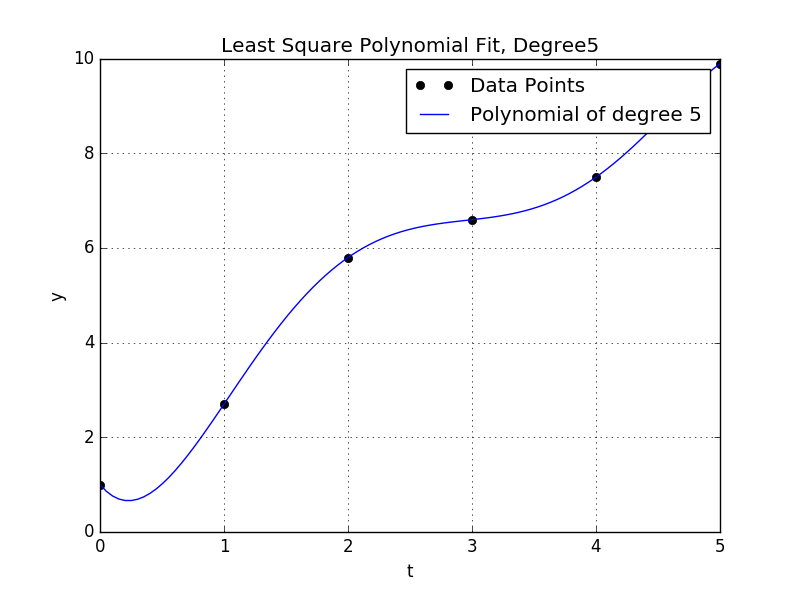 Least Square Polynomial Fit, Degree5
Data Points
Polynomial of degree 5
10
8
6
4
2
0
y
0 1 2 3 4 5
t